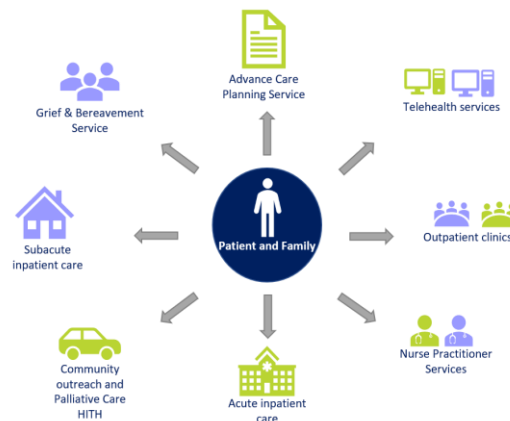 Advance Care
Planning Service
Grief & Bereavement
Service
Telehealth services
Subacute
inpatient care
Patient and Family
Outpatient clinics
Community
outreach and
Palliative Care
HITH
Acute inpatient
care
Nurse Practitioner
Services